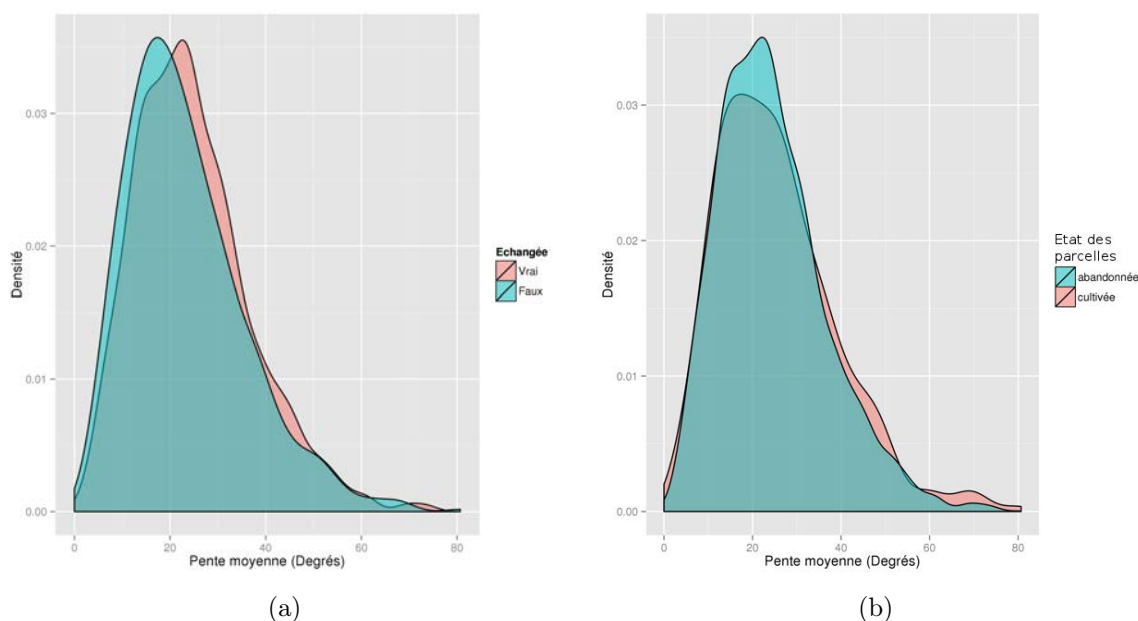 0.03
0.02
0.01
0.00
Densité
0
20
40
60
80
Pente moyenne (Degrés)
Echangée
Vrai
Faux
(a)
0.03
0.02
0.01
0.00
Densité
0
20
40
60
80
Pente moyenne (Degrés)
Etat des
parcelles
abandonnée
cultivée
(b)